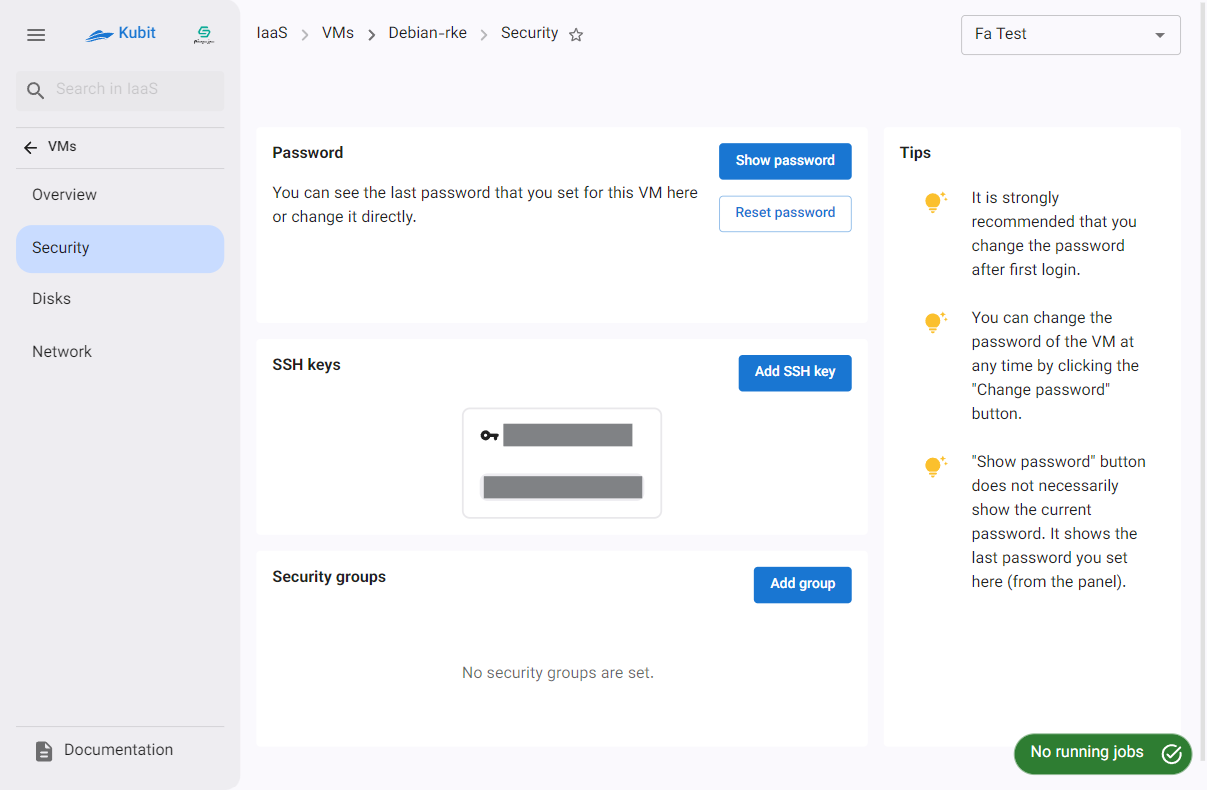 Kubit
Search in IaaS
VMs
Overview
Security
Disks
Network
Documentation
IaaS > VMs > Debian-rke > Security
Fa Test
Password
You can see the last password that you set for this VM here
or change it directly.
Show password
Reset password
SSH keys
Add SSH key
Security groups
Add group
No security groups are set.
Tips
It is strongly
recommended that you
change the password
after first login.
You can change the
password of the VM at
any time by clicking the
"Change password"
button.
"Show password" button
does not necessarily
show the current
password. It shows the
last password you set
here (from the panel).
No running jobs